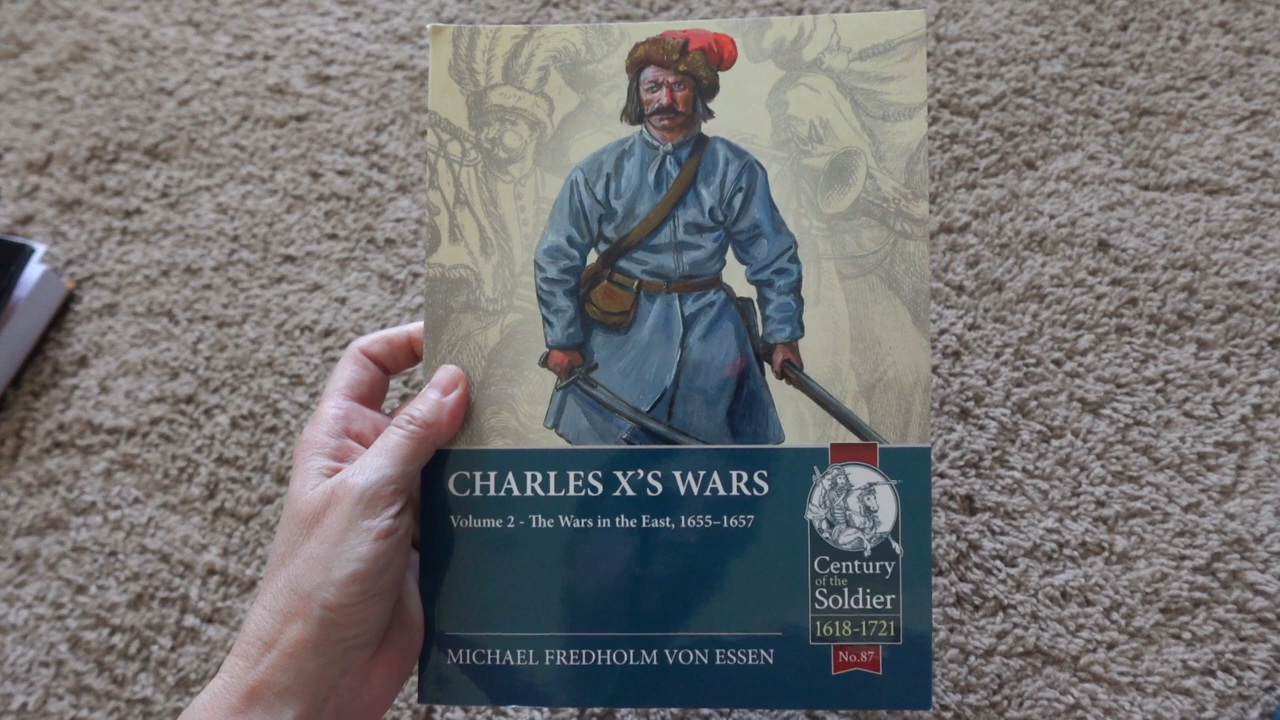 CHARLES X'S WARS
Volume 2 - The Wars in the East, 1655–1657
Century
of the
Soldier
1618-1721
No.87
MICHAEL FREDHOLM VON ESSEN